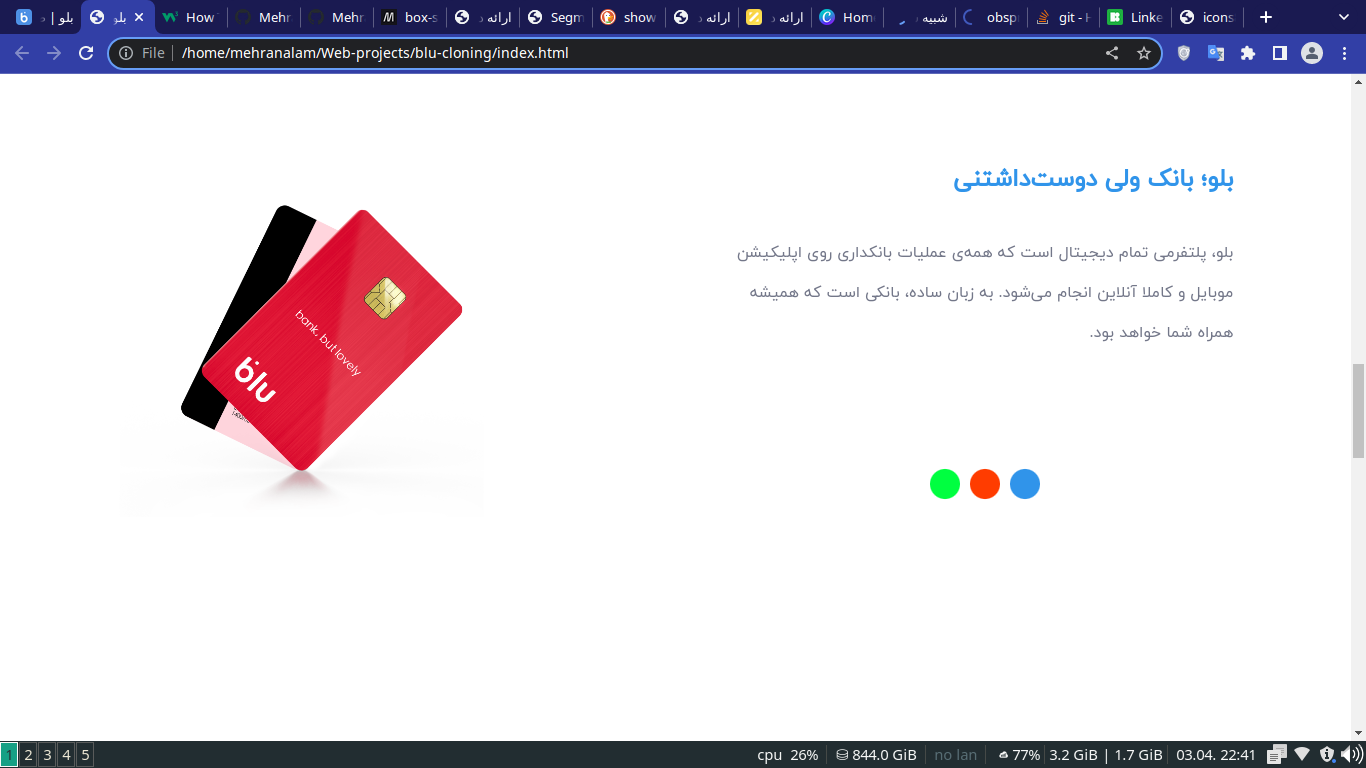 بلو | د
بلو
How
Mehr
Mehr
box-s
ارائه د
Segm
show
ارائه د
ارائه د
Home
شبیه د
obsp
git - H
Linke
icons
File /home/mehranalam/Web-projects/blu-cloning/index.html
بلو؛ بانک ولی دوست‌داشتنی
بلو، پلتفرمی تمام دیجیتال است که همه‌ی عملیات بانکداری روی اپلیکیشن
موبایل و کاملا آنلاین انجام می‌شود. به زبان ساده، بانکی است که همیشه
همراه شما خواهد بود.
bank, but lovely
blu
1 2 3 4 5 cpu 26% 844.0 GiB no lan 77% 3.2 GiB | 1.7 GiB 03.04. 22:41